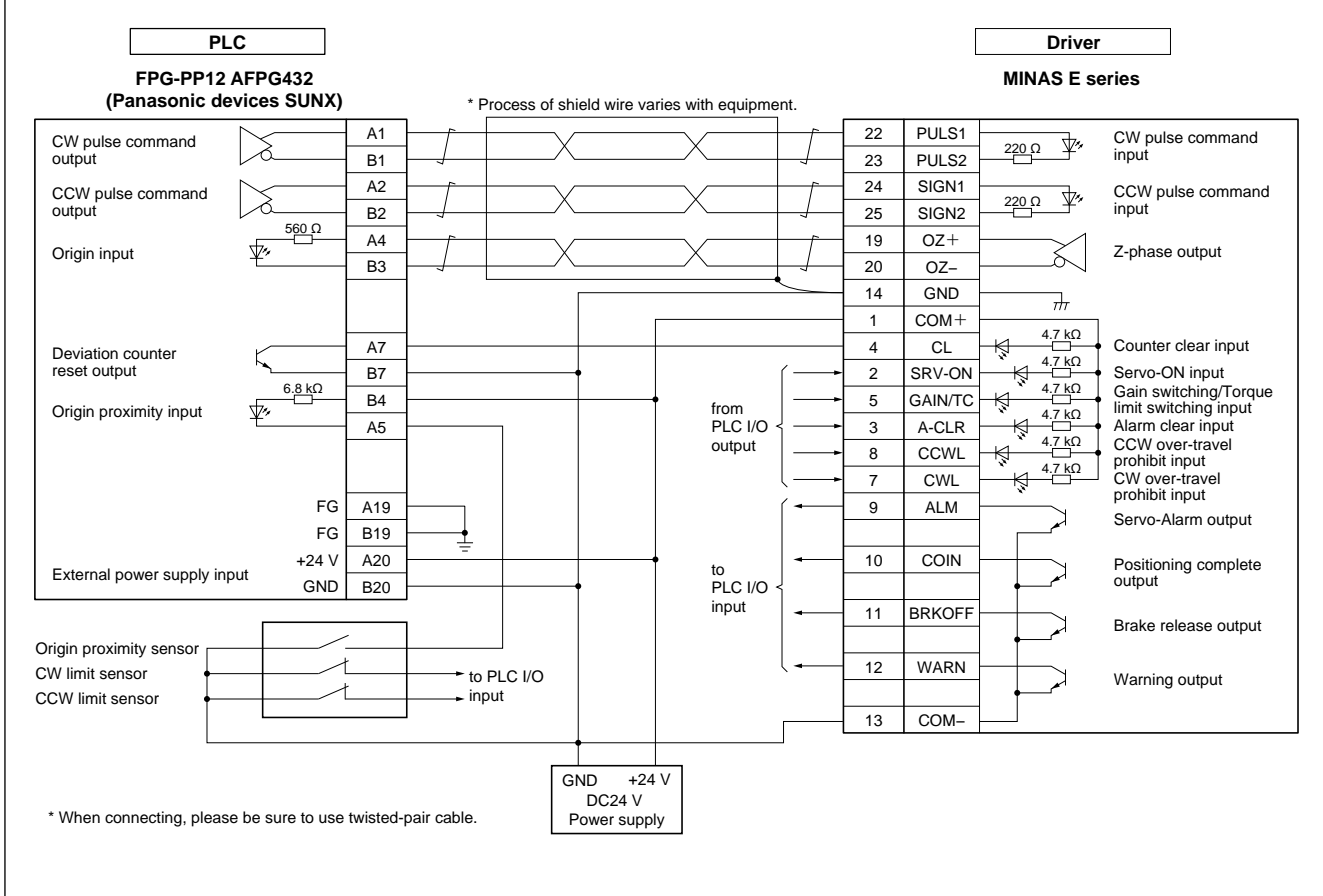 PLC
Driver
FPG-PP12 AFPG432
(Panasonic devices SUNX)
MINAS E series
* Process of shield wire varies with equipment.
CW pulse command
output
A1
B1
CCW pulse command
output
A2
B2
560 Ω
Origin input
A4
B3
Deviation counter
reset output
A7
B7
6.8 kΩ
Origin proximity input
B4
A5
FG
A19
FG
B19
+24 V
A20
External power supply input
GND
B20
22 PULS1
220 Ω
CW pulse command
input
23 PULS2
24 SIGN1
220 Ω
CCW pulse command
input
25 SIGN2
19 OZ+
Z-phase output
20 OZ–
14 GND
1 COM+
4 CL
4.7 kΩ
Counter clear input
2 SRV-ON
4.7 kΩ
Servo-ON input
5 GAIN/TC
4.7 kΩ
Gain switching/Torque
limit switching input
3 A-CLR
4.7 kΩ
Alarm clear input
8 CCWL
4.7 kΩ
CCW over-travel
prohibit input
7 CWL
4.7 kΩ
CW over-travel
prohibit input
from
PLC I/O
output
9 ALM
Servo-Alarm output
10 COIN
Positioning complete
output
to
PLC I/O
input
11 BRKOFF
Brake release output
12 WARN
Warning output
13 COM–
Origin proximity sensor
CW limit sensor
CCW limit sensor
to PLC I/O
input
GND +24 V
DC24 V
Power supply
* When connecting, please be sure to use twisted-pair cable.